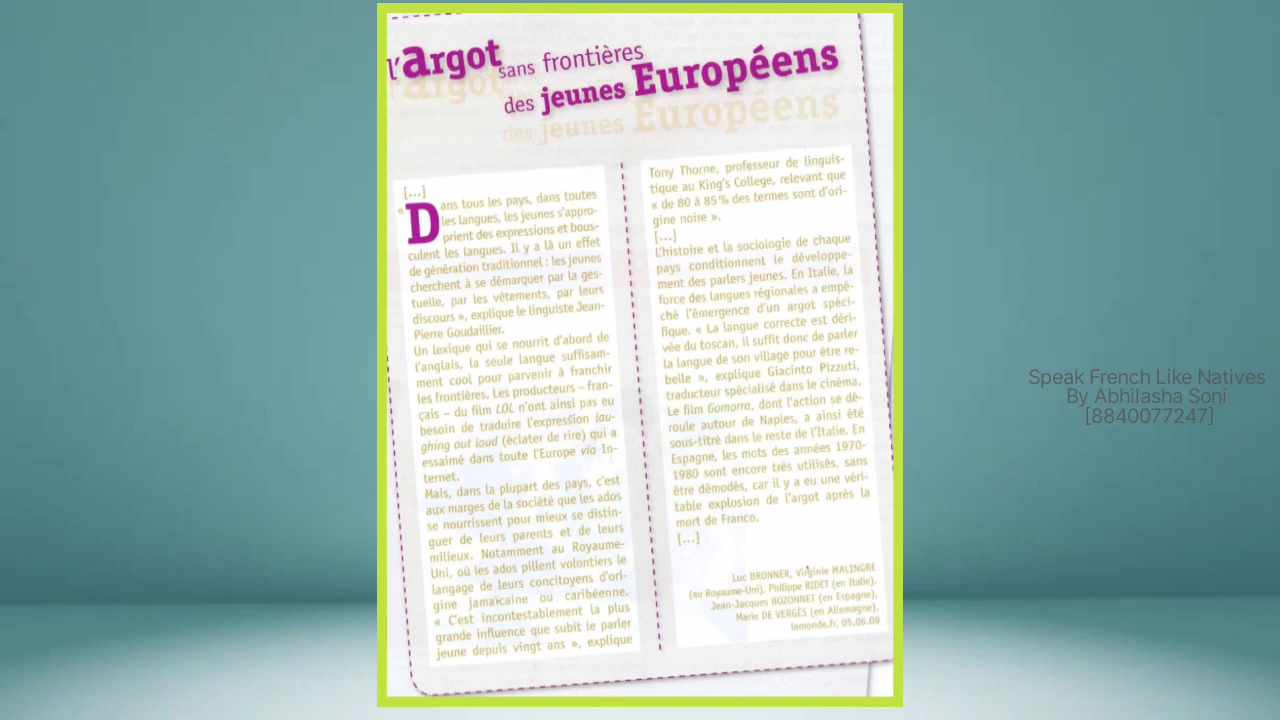 l'argot sans frontières
des jeunes Européens
[...]
« Dans tous les pays, dans toutes
les langues, les jeunes s'appro-
prient des expressions et bous-
culent les langues. Il y a là un effet
de génération traditionnel : les jeunes
cherchent à se démarquer par la ges-
tuelle, par les vêtements, par leurs
discours », explique le linguiste Jean-
Pierre Goudaillier.
Un lexique qui se nourrit d'abord de
l'anglais, la seule langue suffisam-
ment cool pour parvenir à franchir
les frontières. Les producteurs – fran-
çais – du film LOL n'ont ainsi pas eu
besoin de traduire l'expression lau-
ghing out loud (éclater de rire) qui a
essaimé dans toute l'Europe via In-
ternet.
Mais, dans la plupart des pays, c'est
aux marges de la société que les ados
se nourrissent pour mieux se distin-
guer de leurs parents et de leurs
milieux. Notamment au Royaume-
Uni, où les ados pillent volontiers le
langage de leurs concitoyens d'ori-
gine jamaïcaine ou caribéenne.
« C'est incontestablement la plus
grande influence que subit le parler
jeune depuis vingt ans », explique
Tony Thorne, professeur de linguis-
tique au King's College, relevant que
« de 80 à 85 % des termes sont d'ori-
gine noire ».
[...]
L'histoire et la sociologie de chaque
pays conditionnent le développe-
ment des parlers jeunes. En Italie, la
force des langues régionales a empê-
ché l'émergence d'un argot spéci-
fique. « La langue correcte est déri-
vée du toscan, il suffit donc de parler
la langue de son village pour être re-
belle », explique Giacinto Pizzuti,
traducteur spécialisé dans le cinéma.
Le film Gomorra, dont l'action se dé-
roule autour de Naples, a ainsi été
sous-titré dans le reste de l'Italie. En
Espagne, les mots des années 1970-
1980 sont encore très utilisés, sans
être démodés, car il y a eu une véri-
table explosion de l'argot après la
mort de Franco.
[...]
Luc BRONNER, Virginie MALINGRE
(au Royaume-Uni), Philippe RIDET (en Italie),
Jean-Jacques BOZONNET (en Espagne),
Marie DE VERGÈS (en Allemagne),
lemonde.fr, 05.06.09
Speak French Like Natives
By Abhilasha Soni
[8840077247]